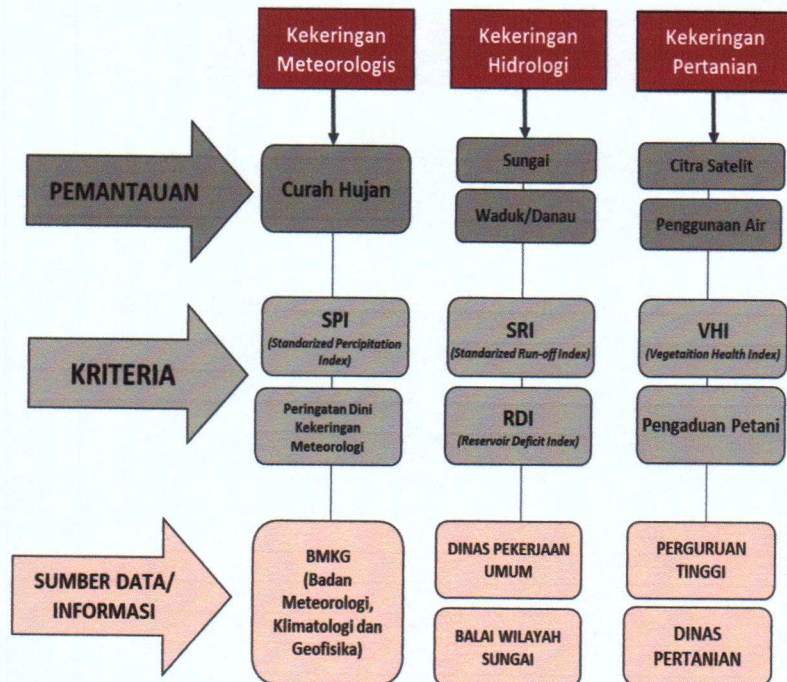 Kekeringan
Meteorologis
Kekeringan
Hidrologi
Kekeringan
Pertanian
PEMANTAUAN
Curah Hujan
Sungai
Waduk/Danau
Citra Satelit
Penggunaan Air
KRITERIA
SPI
(Standarized Percipitation
Index)
Peringatan Dini
Kekeringan
Meteorologi
SRI
(Standarized Run-off Index)
RDI
(Reservoir Deficit Index)
VHI
(Vegetaition Health Index)
Pengaduan Petani
SUMBER DATA/
INFORMASI
BMKG
(Badan
Meteorologi,
Klimatologi dan
Geofisika)
DINAS PEKERJAAN
UMUM
BALAI WILAYAH
SUNGAI
PERGURUAN
TINGGI
DINAS
PERTANIAN